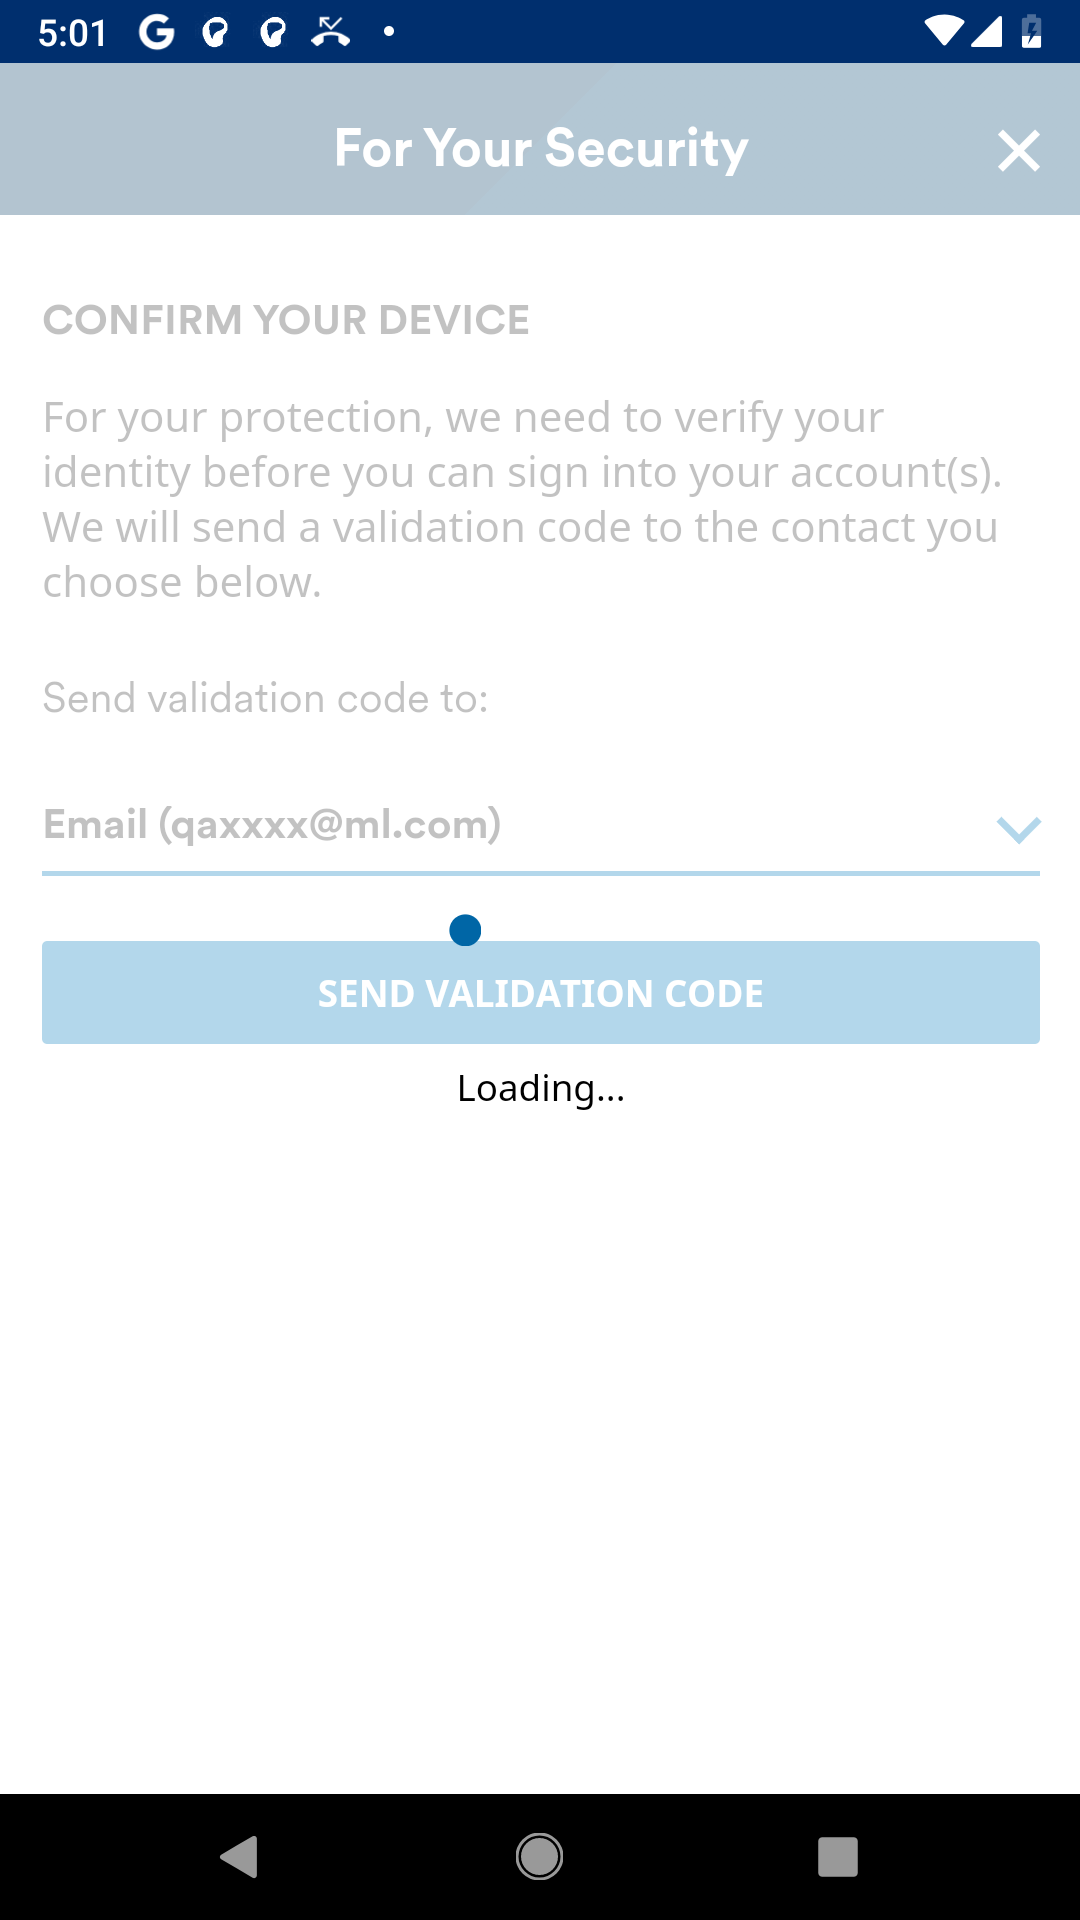 5:01
For Your Security
CONFIRM YOUR DEVICE
For your protection, we need to verify your
identity before you can sign into your account(s).
We will send a validation code to the contact you
choose below.
Send validation code to:
Email (qaxxxx@ml.com)
SEND VALIDATION CODE
Loading...